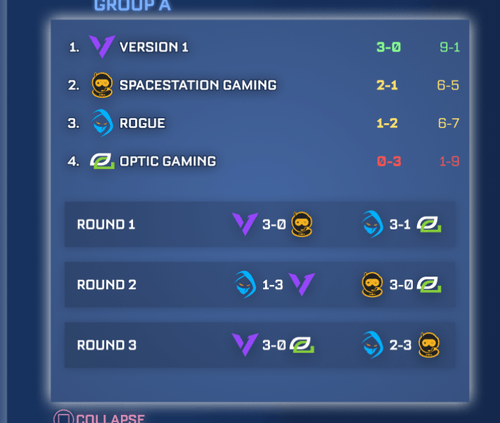 GROUP A
1. VERSION 1 3-0 9-1
2. SPACESTATION GAMING 2-1 6-5
3. ROGUE 1-2 6-7
4. OPTIC GAMING 0-3 1-9
ROUND 1 3-0 3-1
ROUND 2 1-3 3-0
ROUND 3 3-0 2-3
COLLAPSE